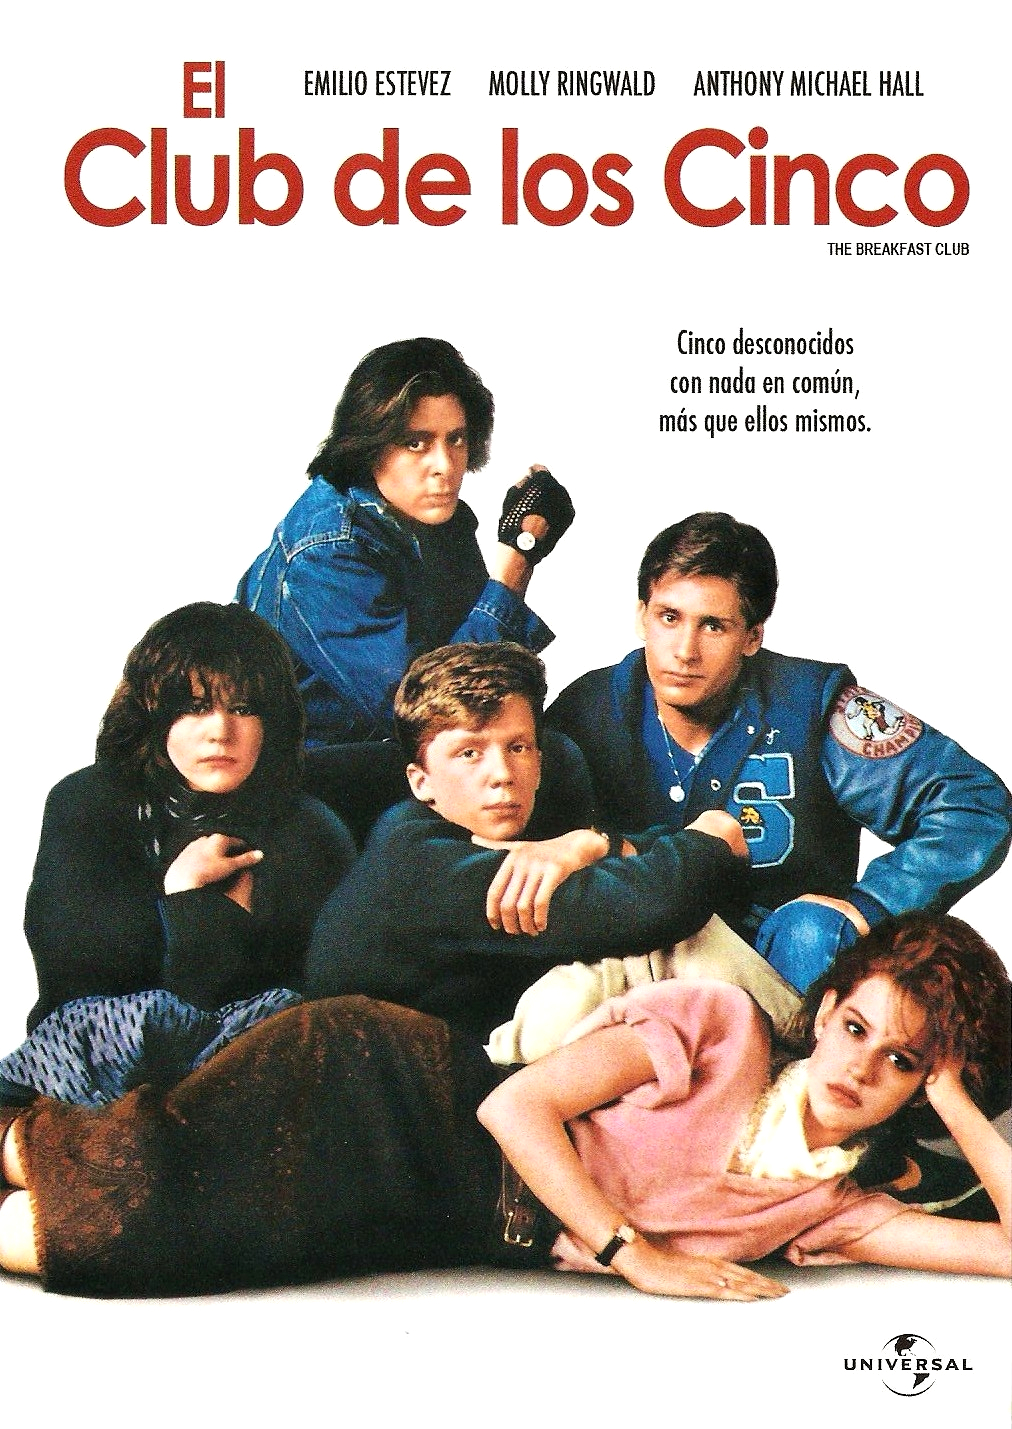 El
EMILIO ESTEVEZ MOLLY RINGWALD ANTHONY MICHAEL HALL
Club de los Cinco
THE BREAKFAST CLUB
Cinco desconocidos
con nada en común,
más que ellos mismos.
CHAMPI
S
UNIVERSAL